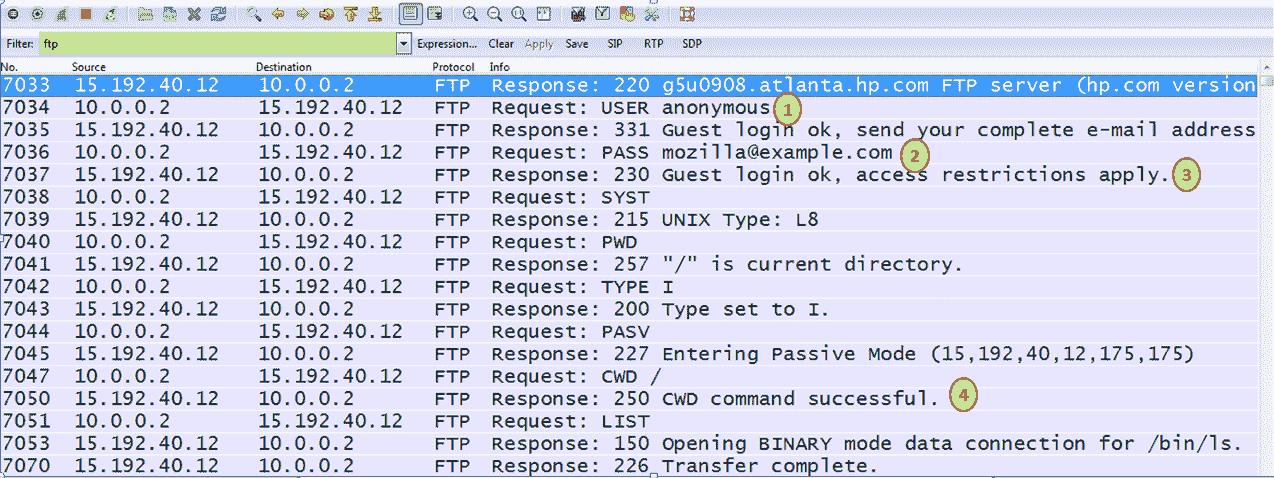 Filter: ftp Expression... Clear Apply Save SIP RTP SDP
No. Source Destination Protocol Info
7033 15.192.40.12 10.0.0.2 FTP Response: 220 g5u0908.atlanta.hp.com FTP server (hp.com version
7034 10.0.0.2 15.192.40.12 FTP Request: USER anonymous 1
7035 15.192.40.12 10.0.0.2 FTP Response: 331 Guest login ok, send your complete e-mail address
7036 10.0.0.2 15.192.40.12 FTP Request: PASS mozilla@example.com 2
7037 15.192.40.12 10.0.0.2 FTP Response: 230 Guest login ok, access restrictions apply. 3
7038 10.0.0.2 15.192.40.12 FTP Request: SYST
7039 15.192.40.12 10.0.0.2 FTP Response: 215 UNIX Type: L8
7040 10.0.0.2 15.192.40.12 FTP Request: PWD
7041 15.192.40.12 10.0.0.2 FTP Response: 257 "/" is current directory.
7042 10.0.0.2 15.192.40.12 FTP Request: TYPE I
7043 15.192.40.12 10.0.0.2 FTP Response: 200 Type set to I.
7044 10.0.0.2 15.192.40.12 FTP Request: PASV
7045 15.192.40.12 10.0.0.2 FTP Response: 227 Entering Passive Mode (15,192,40,12,175,175)
7047 10.0.0.2 15.192.40.12 FTP Request: CWD /
7050 15.192.40.12 10.0.0.2 FTP Response: 250 CWD command successful. 4
7051 10.0.0.2 15.192.40.12 FTP Request: LIST
7053 15.192.40.12 10.0.0.2 FTP Response: 150 Opening BINARY mode data connection for /bin/ls.
7070 15.192.40.12 10.0.0.2 FTP Response: 226 Transfer complete.